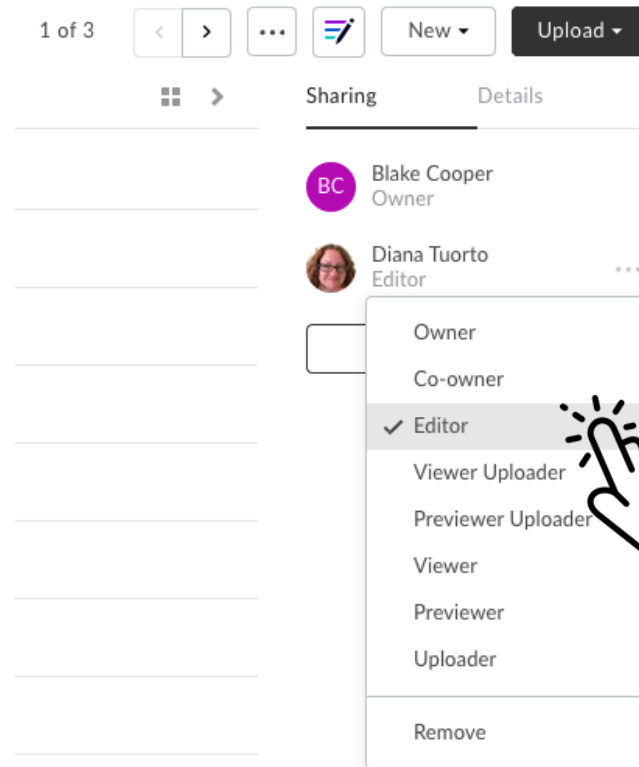 1 of 3
New
Upload
Sharing
Details
BC
Blake Cooper
Owner
Diana Tuorto
Editor
Owner
Co-owner
Editor
Viewer Uploader
Previewer Uploader
Viewer
Previewer
Uploader
Remove